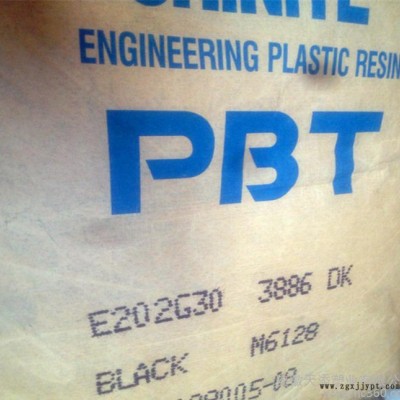 ENGINEERING PLASTIC RESIN
PBT
E202G30 3886 DK
BLACK M6128
www.zgxjjypt.com